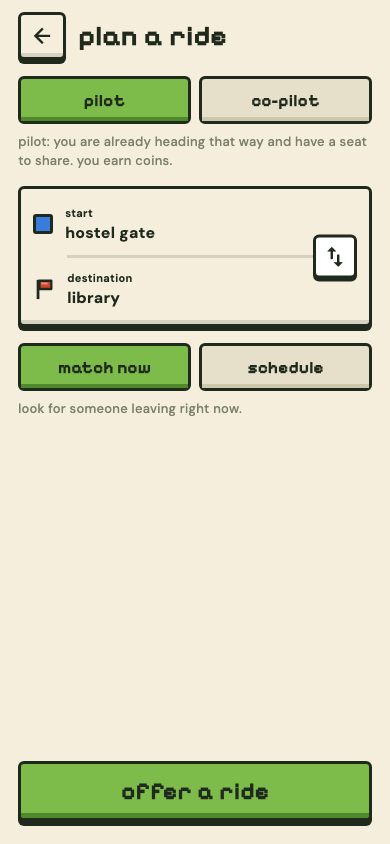 plan a ride
pilot
co-pilot
pilot: you are already heading that way and have a seat
to share. you earn coins.
start
hostel gate
destination
library
match now
schedule
look for someone leaving right now.
offer a ride